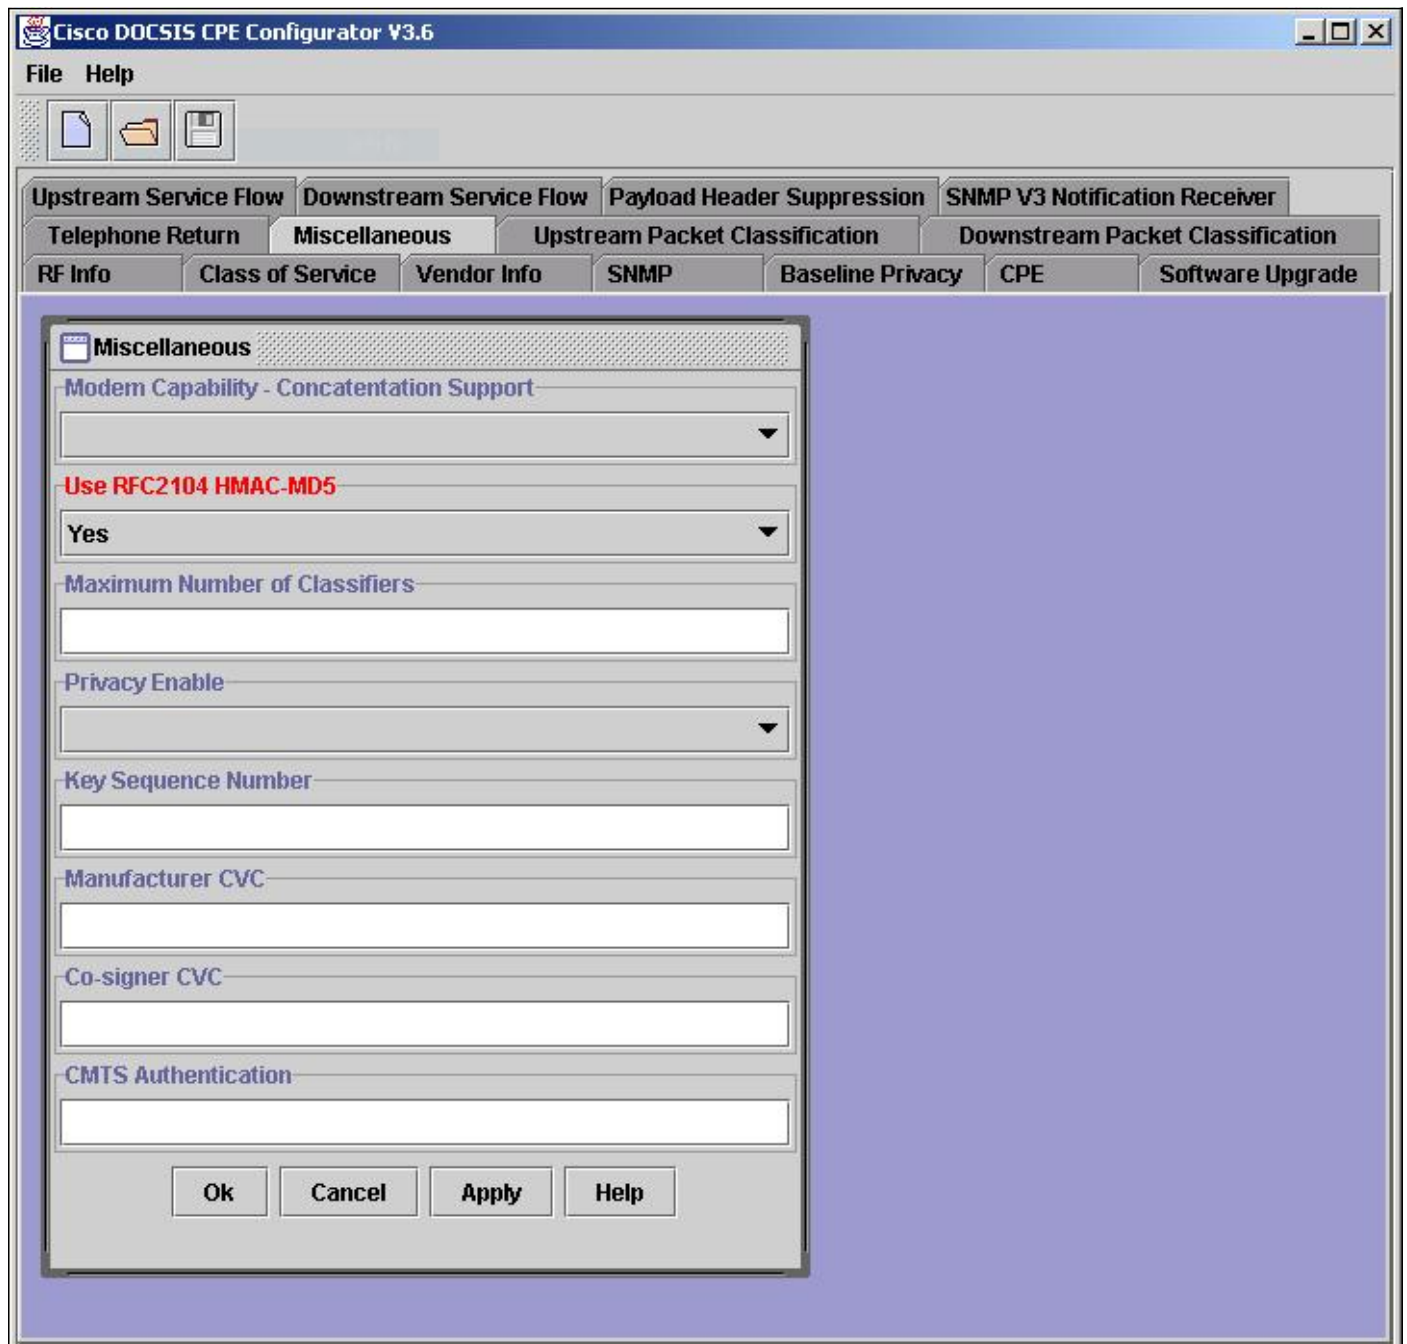 Cisco DOCSIS CPE Configurator V3.6
File Help
Upstream Service Flow Downstream Service Flow Payload Header Suppression SNMP V3 Notification Receiver
Telephone Return Miscellaneous Upstream Packet Classification Downstream Packet Classification
RF Info Class of Service Vendor Info SNMP Baseline Privacy CPE Software Upgrade
Miscellaneous
Modem Capability - Concatentation Support
Use RFC2104 HMAC-MD5
Yes
Maximum Number of Classifiers
Privacy Enable
Key Sequence Number
Manufacturer CVC
Co-signer CVC
CMTS Authentication
Ok Cancel Apply Help